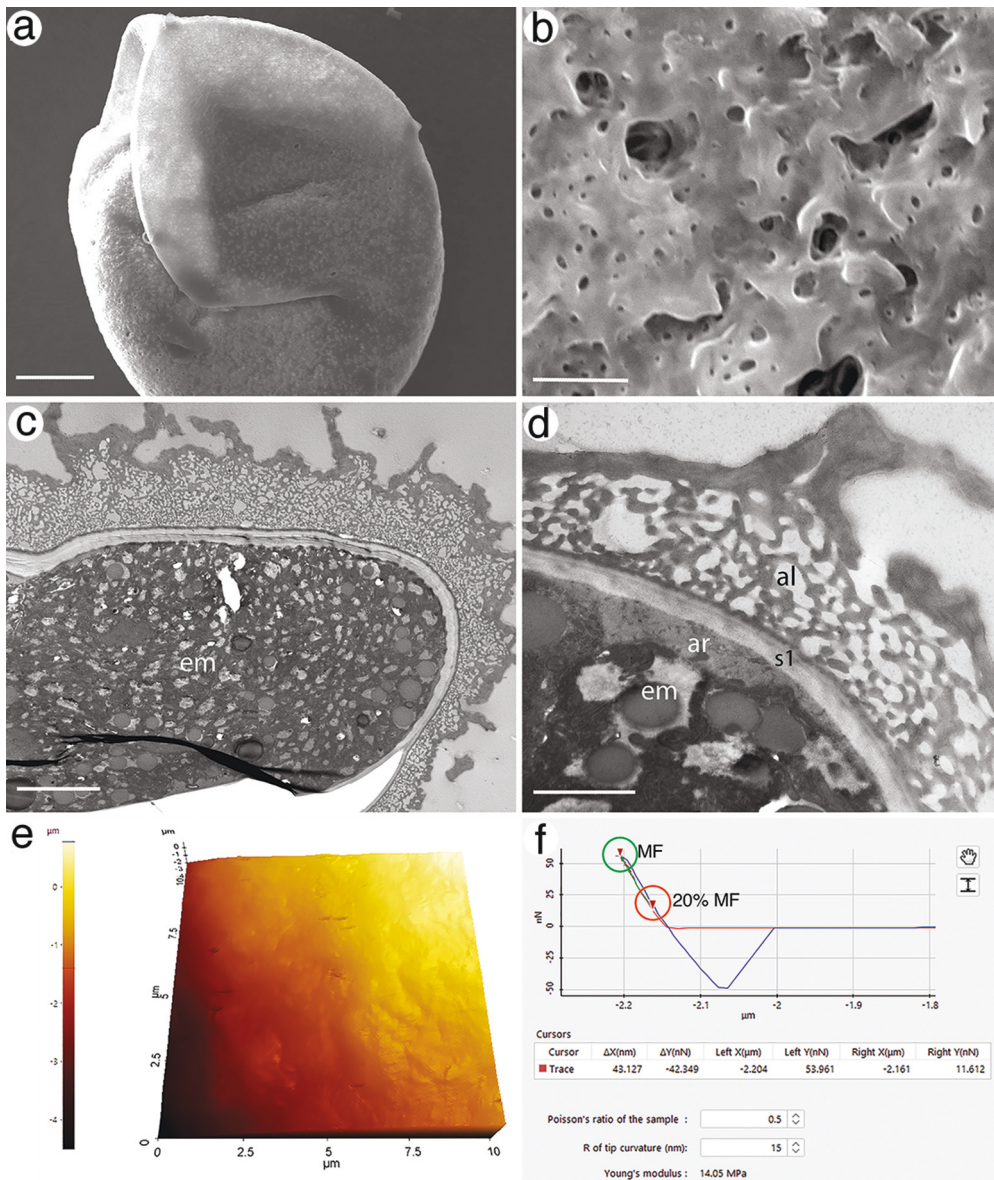 a
b
c
em
d
al
ar
s1
em
e
µm
0
-1
-2
-3
-4
µm
10
7.5
µm
5
2.5
0
0
2.5
5
7.5
10
µm
f
MF
20% MF
50
25
nN
0
-25
-50
-2.2
-2.1
-2
-1.9
-1.8
µm
Cursors
Cursor ΔX(nm) ΔY(nN) Left X(µm) Left Y(nN) Right X(µm) Right Y(nN)
Trace 43.127 -42.349 -2.204 53.961 -2.161 11.612
Poisson's ratio of the sample : 0.5
R of tip curvature (nm): 15
Young's modulus : 14.05 MPa